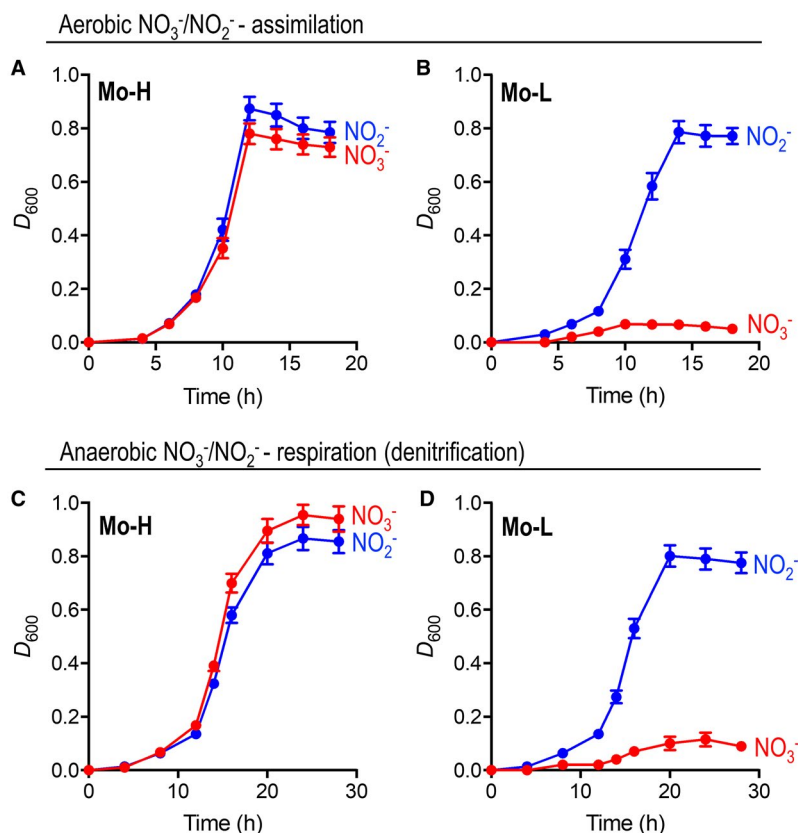 Aerobic NO₃⁻/NO₂⁻ - assimilation
A
B
Mo-H
Mo-L
1.0
0.8
0.6
0.4
0.2
0.0
D₆₀₀
NO₂⁻
NO₃⁻
0 5 10 15 20
Time (h)
1.0
0.8
0.6
0.4
0.2
0.0
D₆₀₀
NO₂⁻
NO₃⁻
0 5 10 15 20
Time (h)
Anaerobic NO₃⁻/NO₂⁻ - respiration (denitrification)
C
D
Mo-H
Mo-L
1.0
0.8
0.6
0.4
0.2
0.0
D₆₀₀
NO₃⁻
NO₂⁻
0 10 20 30
Time (h)
1.0
0.8
0.6
0.4
0.2
0.0
D₆₀₀
NO₂⁻
NO₃⁻
0 10 20 30
Time (h)